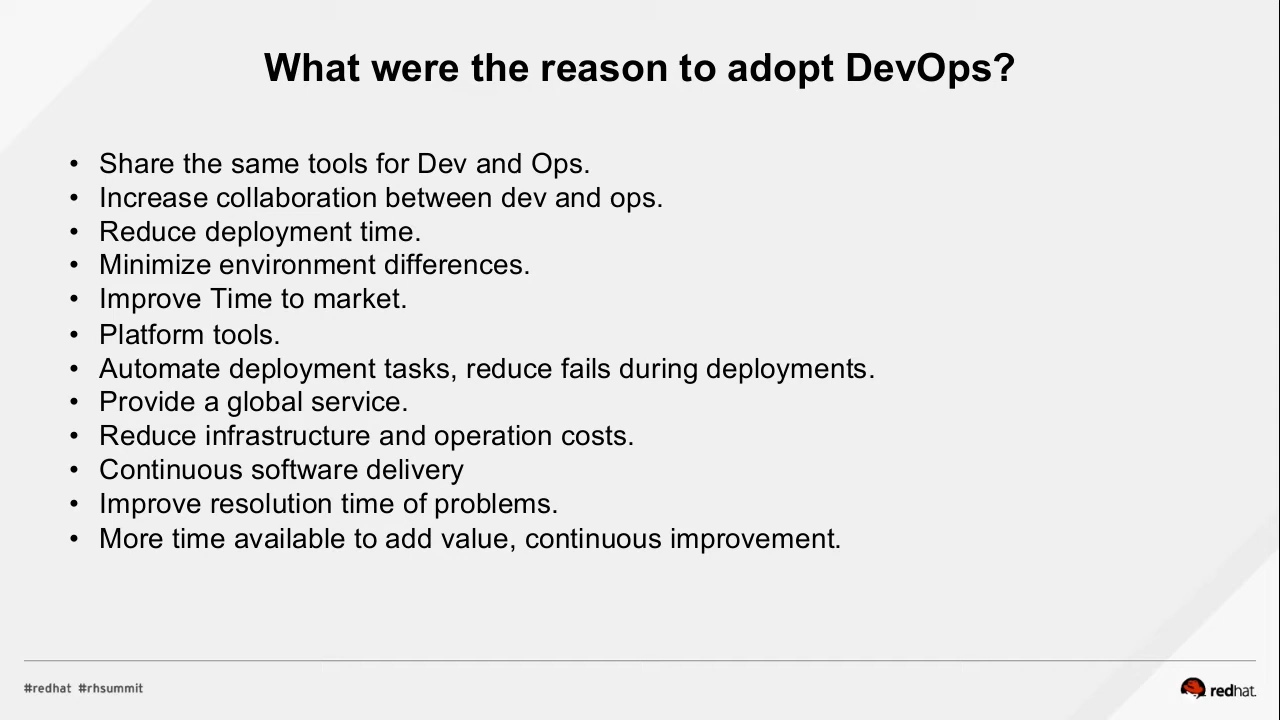 What were the reason to adopt DevOps?
• Share the same tools for Dev and Ops.
• Increase collaboration between dev and ops.
• Reduce deployment time.
• Minimize environment differences.
• Improve Time to market.
• Platform tools.
• Automate deployment tasks, reduce fails during deployments.
• Provide a global service.
• Reduce infrastructure and operation costs.
• Continuous software delivery
• Improve resolution time of problems.
• More time available to add value, continuous improvement.
#redhat #rhsummit
redhat.